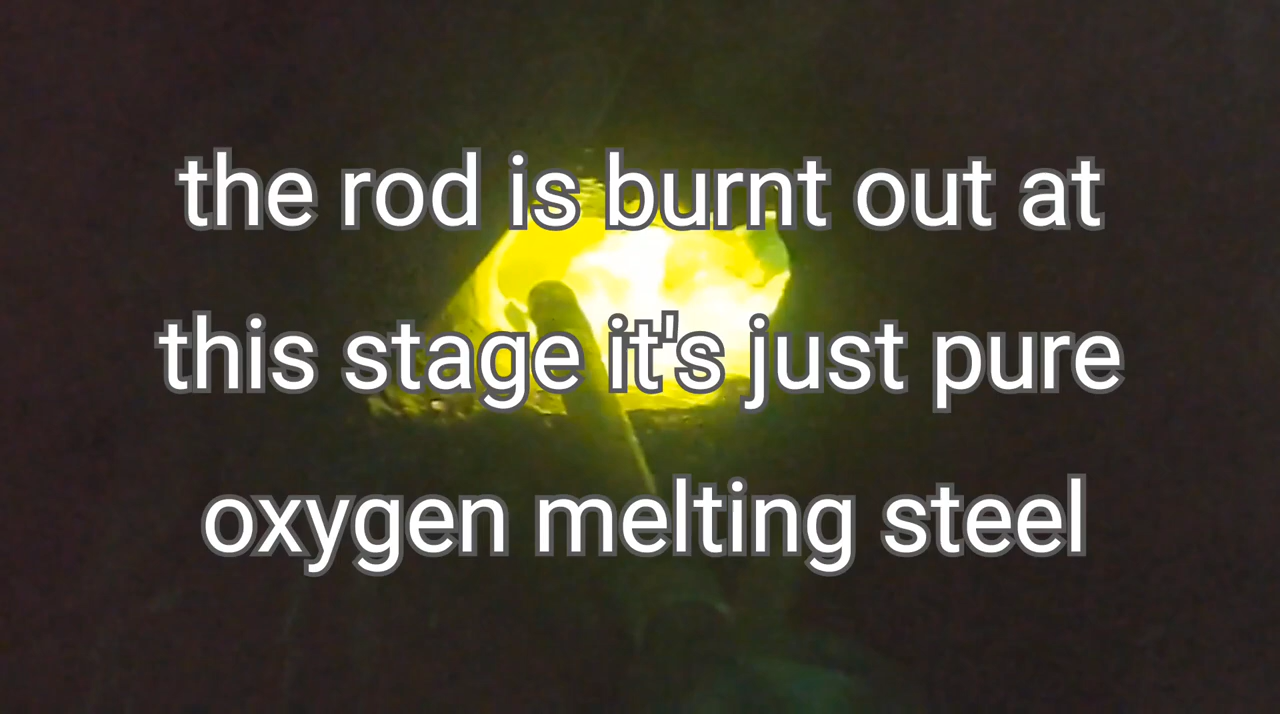 the rod is burnt out at
this stage it's just pure
oxygen melting steel